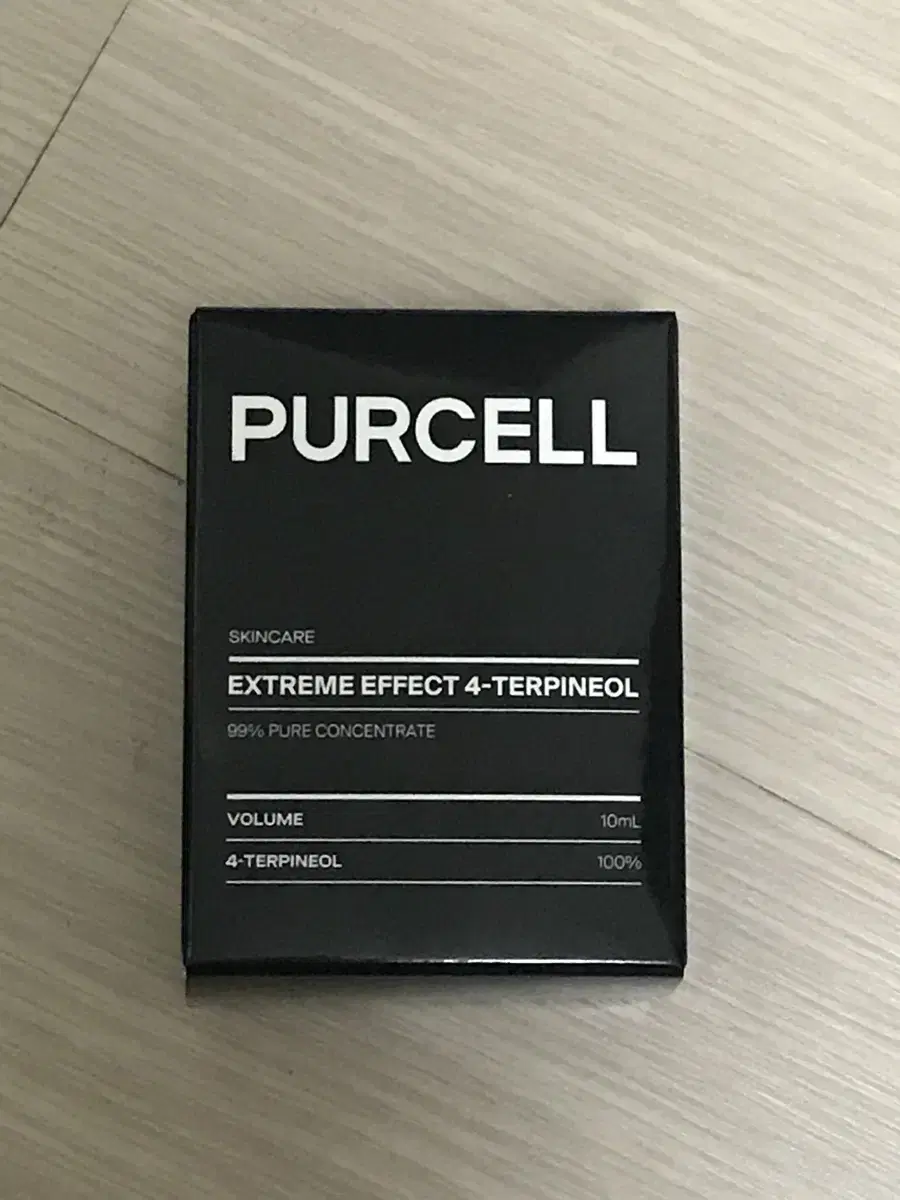 PURCELL
SKINCARE
EXTREME EFFECT 4-TERPINEOL
99% PURE CONCENTRATE
VOLUME 10mL
4-TERPINEOL 100%